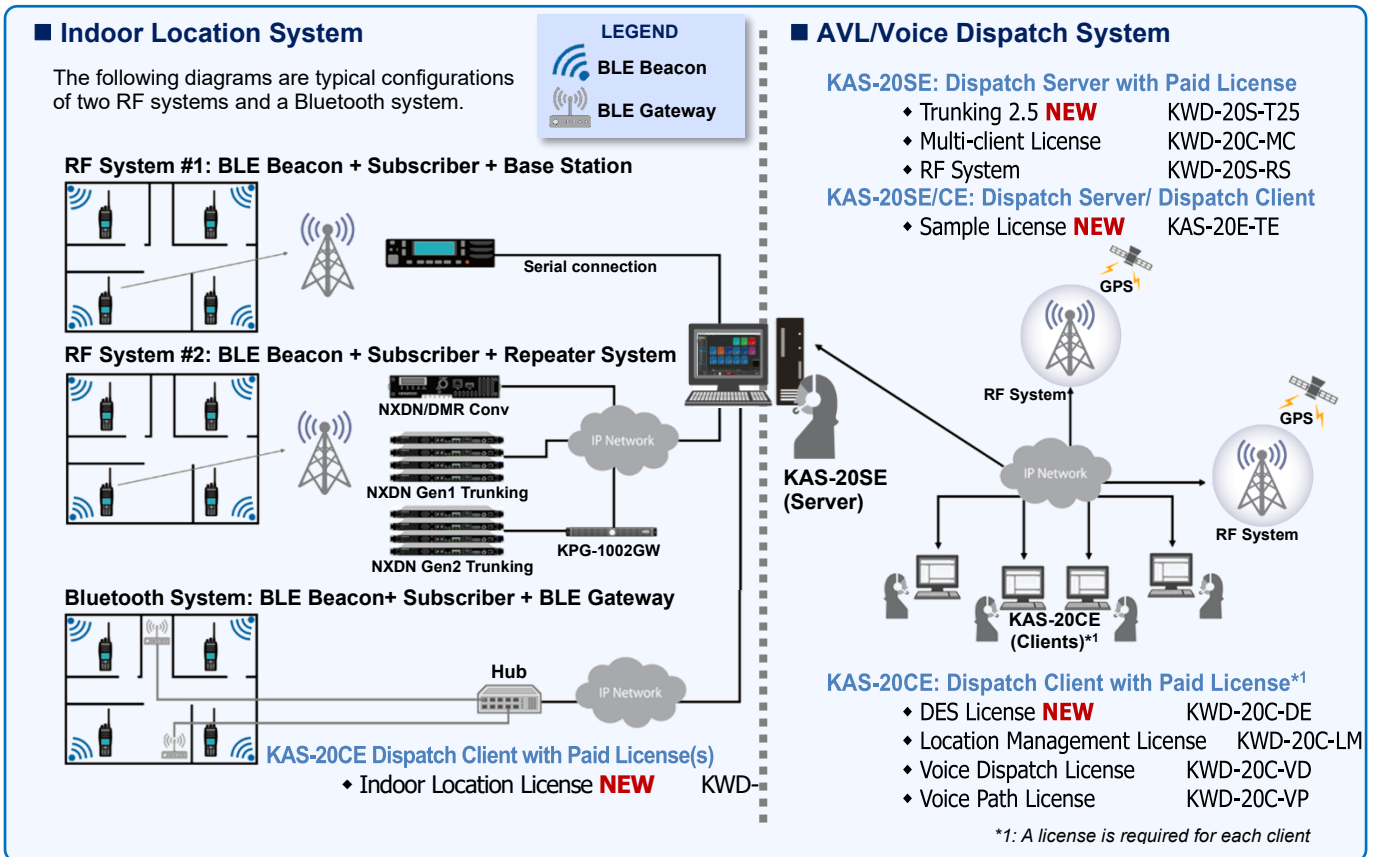 ■ Indoor Location System
The following diagrams are typical configurations
of two RF systems and a Bluetooth system.
LEGEND
BLE Beacon
BLE Gateway
RF System #1: BLE Beacon + Subscriber + Base Station
Serial connection
RF System #2: BLE Beacon + Subscriber + Repeater System
NXDN/DMR Conv
IP Network
NXDN Gen1 Trunking
KPG-1002GW
NXDN Gen2 Trunking
Bluetooth System: BLE Beacon+ Subscriber + BLE Gateway
Hub
IP Network
KAS-20CE Dispatch Client with Paid License(s)
◆ Indoor Location License NEW KWD-
KAS-20SE
(Server)
■ AVL/Voice Dispatch System
KAS-20SE: Dispatch Server with Paid License
◆ Trunking 2.5 NEW KWD-20S-T25
◆ Multi-client License KWD-20C-MC
◆ RF System KWD-20S-RS
KAS-20SE/CE: Dispatch Server/ Dispatch Client
◆ Sample License NEW KAS-20E-TE
GPS
RF System
GPS
RF System
IP Network
KAS-20CE
(Clients)*1
KAS-20CE: Dispatch Client with Paid License*1
◆ DES License NEW KWD-20C-DE
◆ Location Management License KWD-20C-LM
◆ Voice Dispatch License KWD-20C-VD
◆ Voice Path License KWD-20C-VP
*1: A license is required for each client